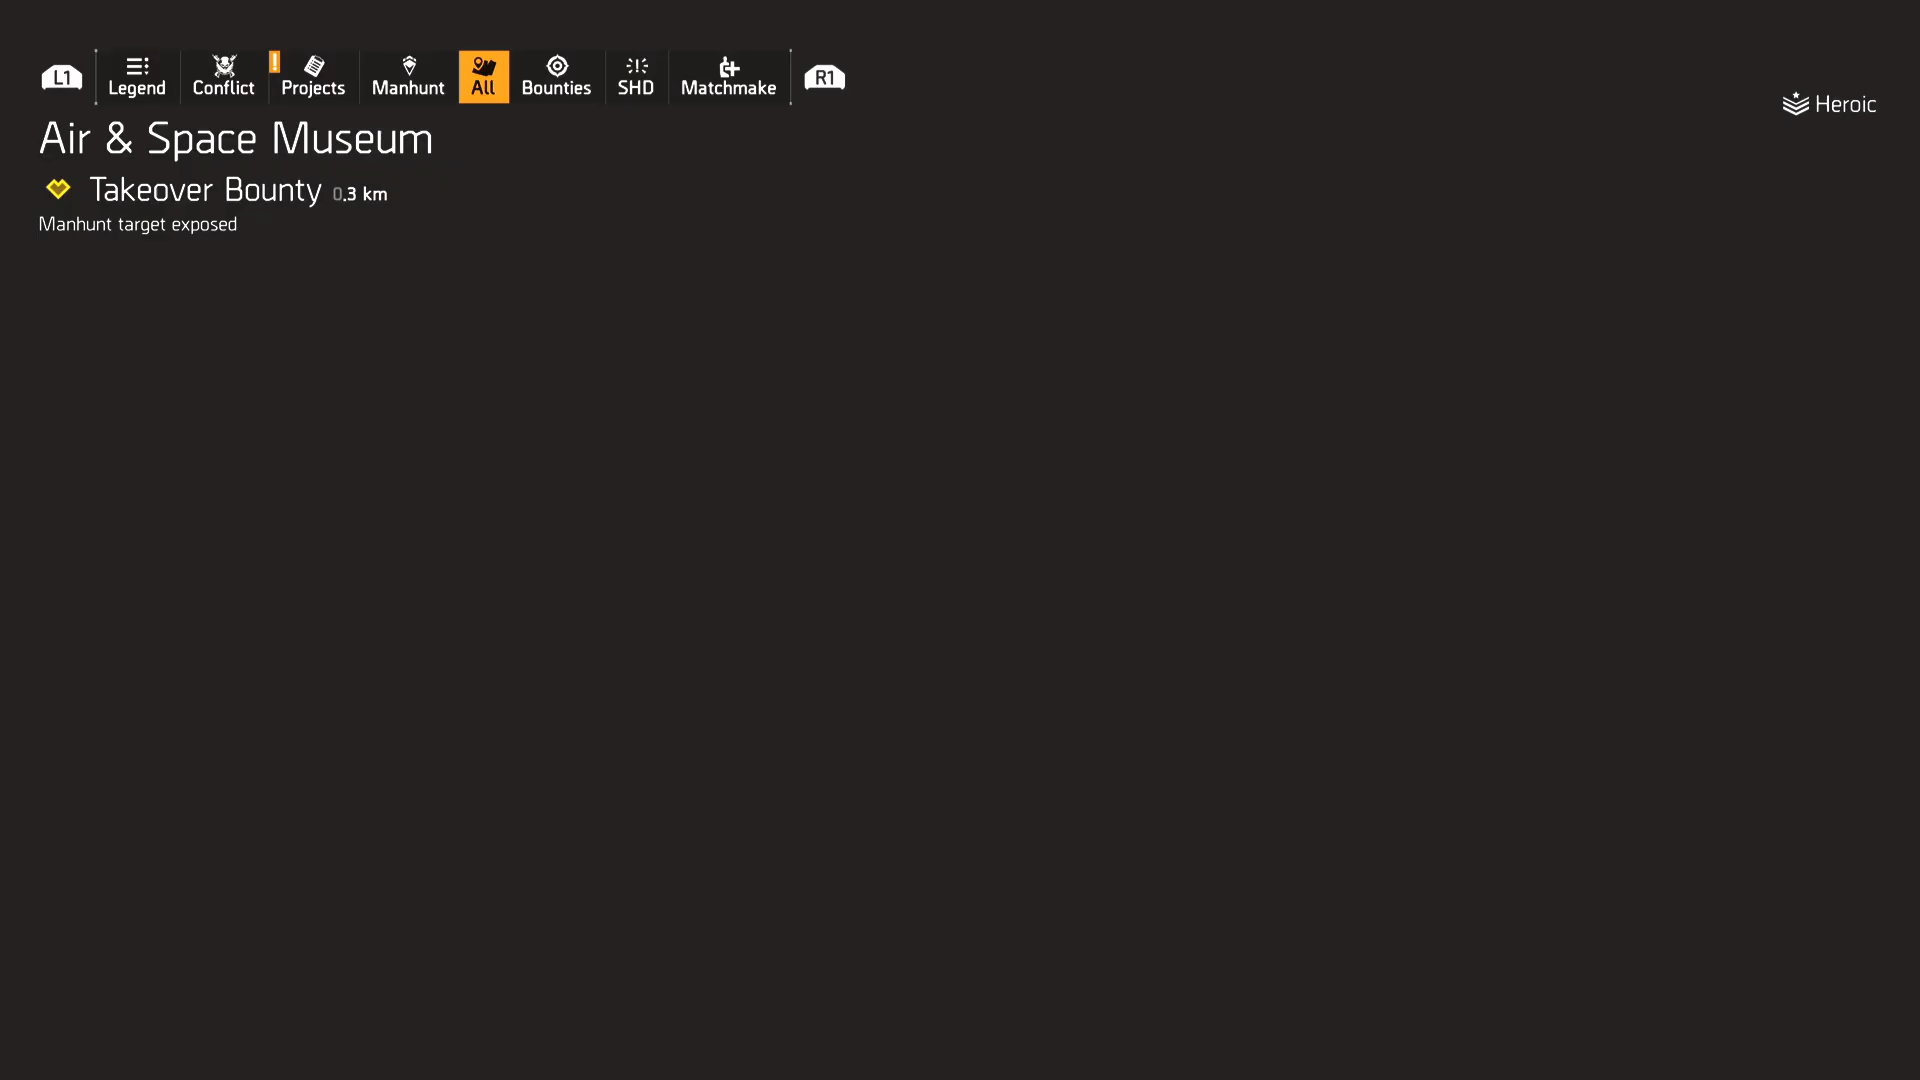 L1 Legend Conflict ! Projects Manhunt All Bounties SHD Matchmake R1
Heroic
Air & Space Museum
Takeover Bounty 0.3 km
Manhunt target exposed